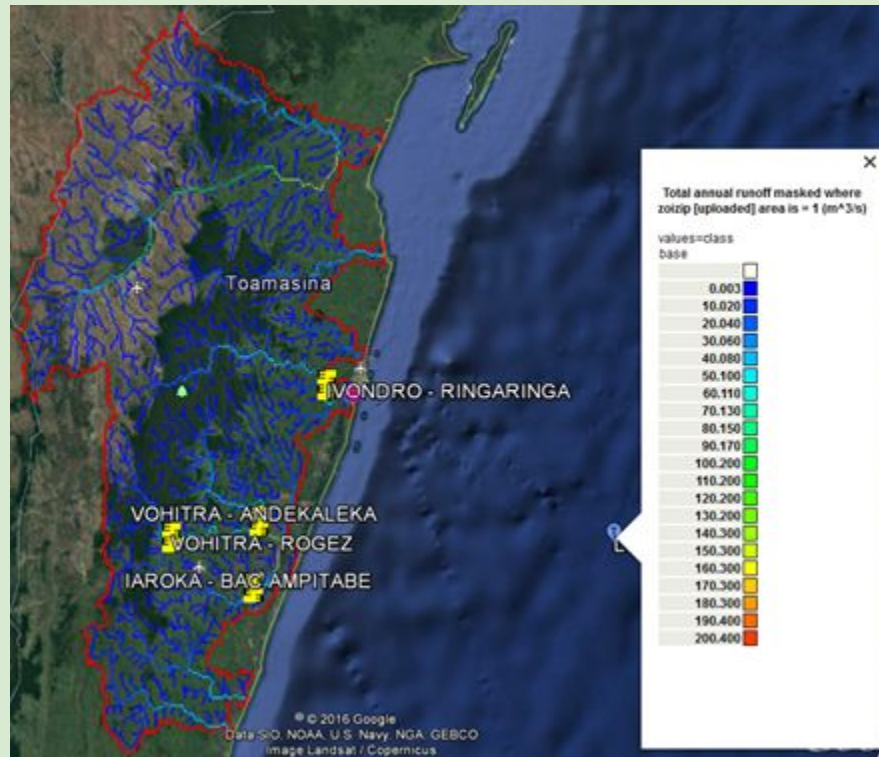 Toamasina
IVONDRO - RINGARINGA
VOHITRA - ANDEKALEKA
VOHITRA - ROGEZ
IAROKA - BAC AMPITABE
© 2016 Google
Data SIO, NOAA, U.S. Navy, NGA, GEBCO
Image Landsat / Copernicus
Total annual runoff masked where
zoizip [uploaded] area is = 1 (m^3/s)
values=class
base
0.003
10.020
20.040
30.060
40.080
50.100
60.110
70.130
80.150
90.170
100.200
110.200
120.200
130.200
140.300
150.300
160.300
170.300
180.300
190.400
200.400